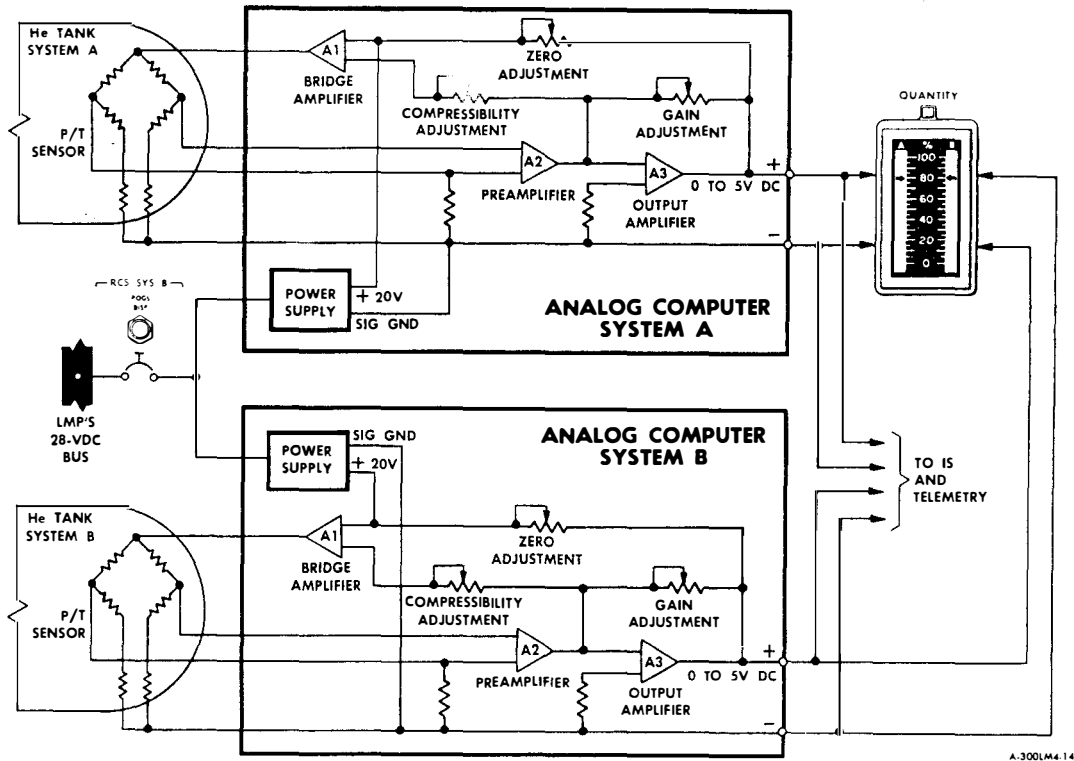 He TANK
SYSTEM A
P/T
SENSOR
A1
BRIDGE
AMPLIFIER
ZERO
ADJUSTMENT
COMPRESSIBILITY
ADJUSTMENT
GAIN
ADJUSTMENT
A2
PREAMPLIFIER
A3
OUTPUT
AMPLIFIER
+
0 TO 5V DC
−
POWER
SUPPLY
+ 20V
SIG GND
ANALOG COMPUTER
SYSTEM A
QUANTITY
A % B
100
80
60
40
20
0
RCS SYS B
PQGS
DISP
LMP'S
28-VDC
BUS
ANALOG COMPUTER
SYSTEM B
POWER
SUPPLY
SIG GND
+ 20V
TO IS
AND
TELEMETRY
He TANK
SYSTEM B
P/T
SENSOR
A1
BRIDGE
AMPLIFIER
ZERO
ADJUSTMENT
COMPRESSIBILITY
ADJUSTMENT
GAIN
ADJUSTMENT
A2
PREAMPLIFIER
A3
OUTPUT
AMPLIFIER
+
0 TO 5V DC
−
A-300LM4-14